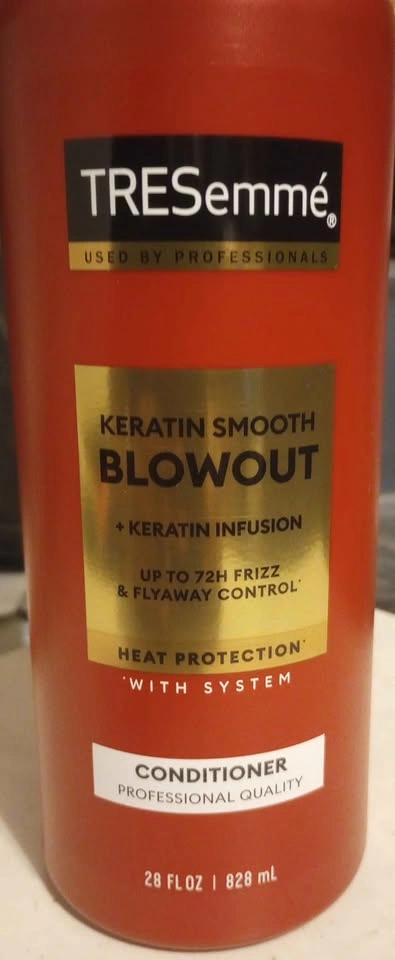 TRESemmé®
USED BY PROFESSIONALS
KERATIN SMOOTH
BLOWOUT
+ KERATIN INFUSION
UP TO 72H FRIZZ
& FLYAWAY CONTROL*
HEAT PROTECTION*
*WITH SYSTEM
CONDITIONER
PROFESSIONAL QUALITY
28 FL OZ | 828 mL